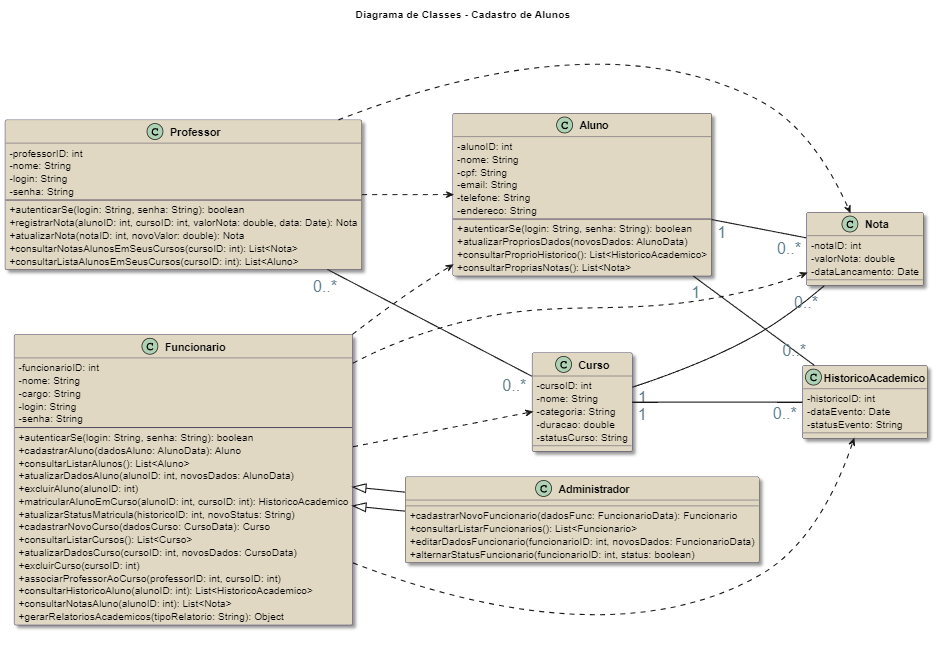 Diagrama de Classes - Cadastro de Alunos
C Professor
-professorID: int
-nome: String
-login: String
-senha: String
+autenticarSe(login: String, senha: String): boolean
+registrarNota(alunoID: int, cursoID: int, valorNota: double, data: Date): Nota
+atualizarNota(notaID: int, novoValor: double): Nota
+consultarNotasAlunosEmSeusCursos(cursoID: int): List<Nota>
+consultarListaAlunosEmSeusCursos(cursoID: int): List<Aluno>
C Aluno
-alunoID: int
-nome: String
-cpf: String
-email: String
-telefone: String
-endereco: String
+autenticarSe(login: String, senha: String): boolean
+atualizarPropriosDados(novosDados: AlunoData)
+consultarProprioHistorico(): List<HistoricoAcademico>
+consultarPropriasNotas(): List<Nota>
C Nota
-notaID: int
-valorNota: double
-dataLancamento: Date
1
0..*
0..*
1
0..*
0..*
C Funcionario
-funcionarioID: int
-nome: String
-cargo: String
-login: String
-senha: String
+autenticarSe(login: String, senha: String): boolean
+cadastrarAluno(dadosAluno: AlunoData): Aluno
+consultarListarAlunos(): List<Aluno>
+atualizarDadosAluno(alunoID: int, novosDados: AlunoData)
+excluirAluno(alunoID: int)
+matricularAlunoEmCurso(alunoID: int, cursoID: int): HistoricoAcademico
+atualizarStatusMatricula(historicoID: int, novoStatus: String)
+cadastrarNovoCurso(dadosCurso: CursoData): Curso
+consultarListarCursos(): List<Curso>
+atualizarDadosCurso(cursoID: int, novosDados: CursoData)
+excluirCurso(cursoID: int)
+associarProfessorAoCurso(professorID: int, cursoID: int)
+consultarHistoricoAluno(alunoID: int): List<HistoricoAcademico>
+consultarNotasAluno(alunoID: int): List<Nota>
+gerarRelatoriosAcademicos(tipoRelatorio: String): Object
0..*
C Curso
-cursoID: int
-nome: String
-categoria: String
-duracao: double
-statusCurso: String
1
1
0..*
C HistoricoAcademico
-historicoID: int
-dataEvento: Date
-statusEvento: String
C Administrador
+cadastrarNovoFuncionario(dadosFunc: FuncionarioData): Funcionario
+consultarListarFuncionarios(): List<Funcionario>
+editarDadosFuncionario(funcionarioID: int, novosDados: FuncionarioData)
+alternarStatusFuncionario(funcionarioID: int, status: boolean)